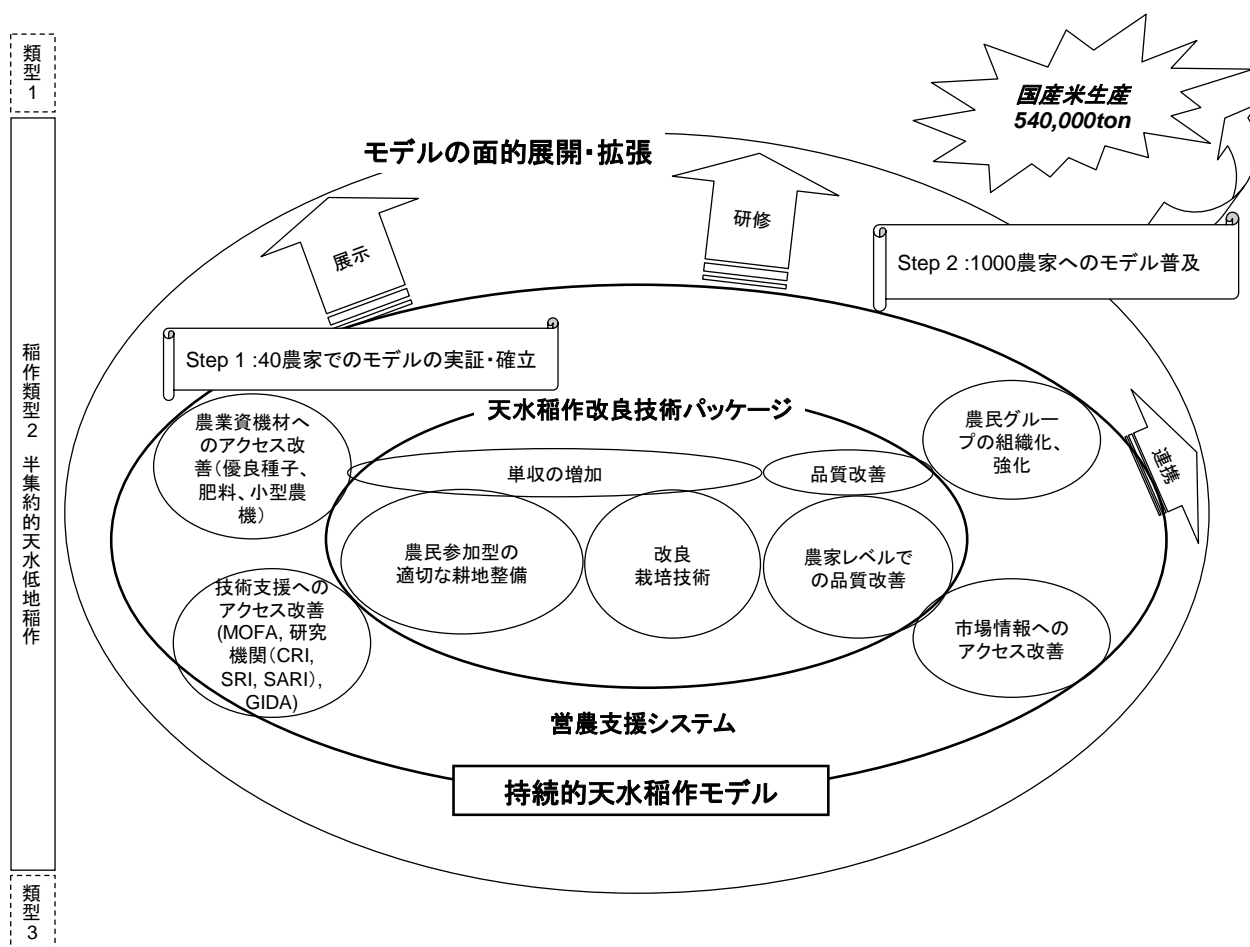 類型1
国産米生産
540,000ton
モデルの面的展開・拡張
研修
展示
Step 2 :1000農家へのモデル普及
稲作類型2 半集約的天水低地稲作
Step 1 :40農家でのモデルの実証・確立
天水稲作改良技術パッケージ
農業資機材へ
のアクセス改
善(優良種子、
肥料、小型農
機)
農民グルー
プの組織化、
強化
連携
単収の増加
品質改善
農民参加型の
適切な耕地整備
改良
栽培技術
農家レベルで
の品質改善
技術支援への
アクセス改善
(MOFA, 研究
機関(CRI,
SRI, SARI),
GIDA)
市場情報への
アクセス改善
営農支援システム
持続的天水稲作モデル
類型3